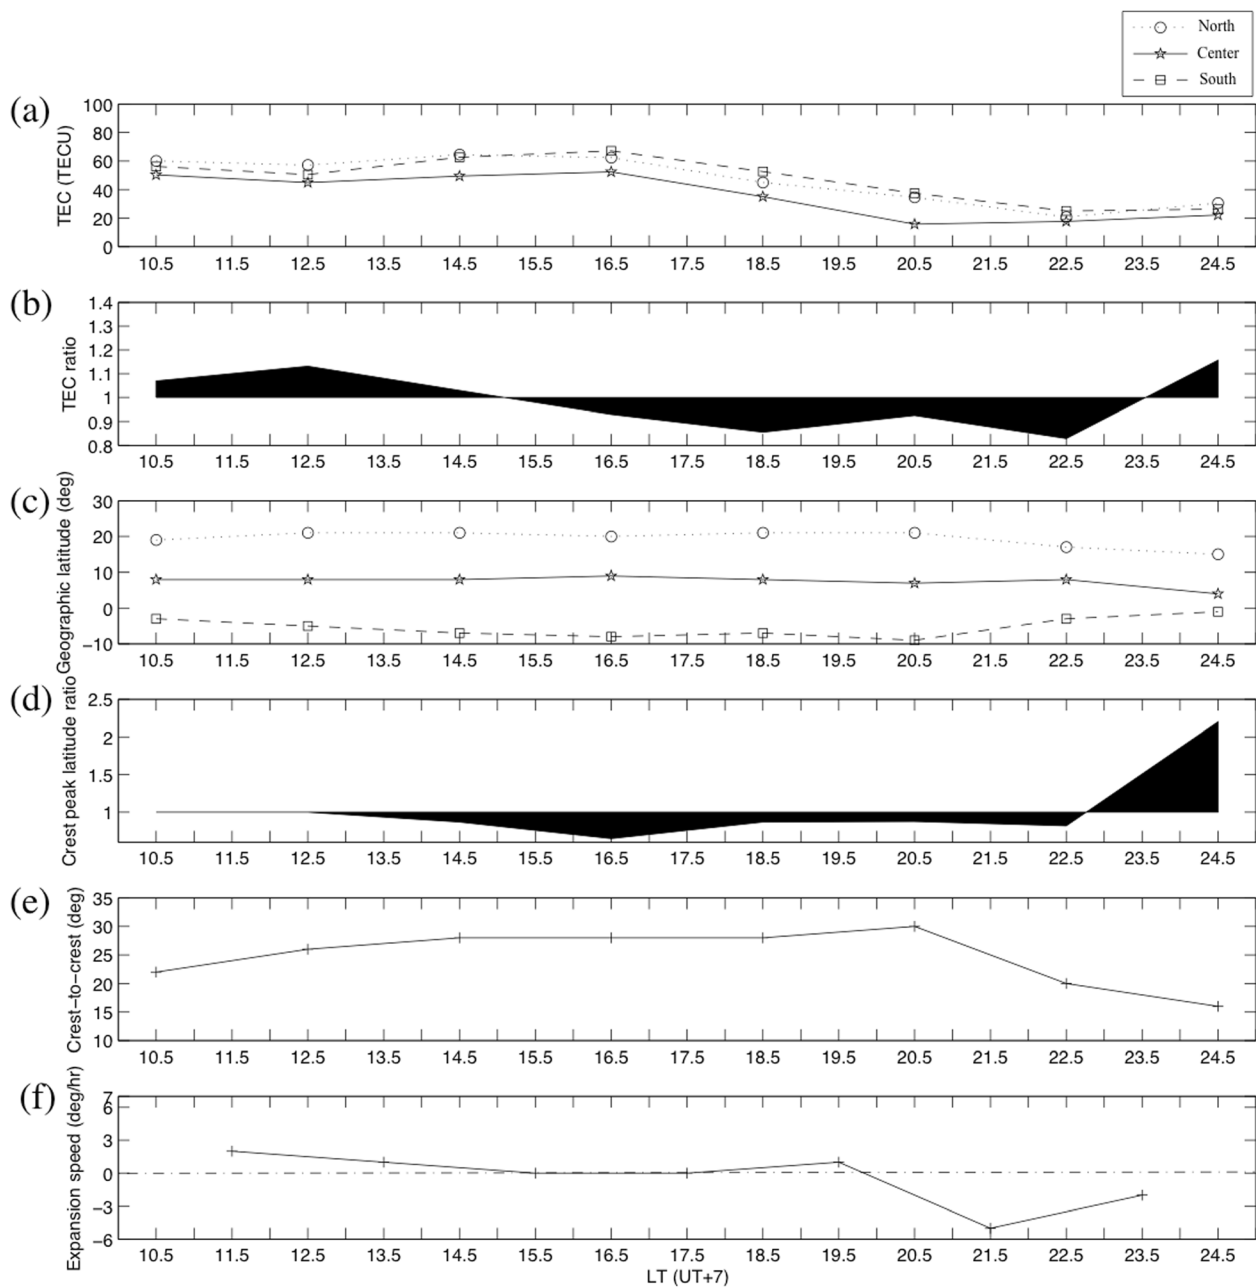 North
Center
South
(a)
TEC (TECU)
100
80
60
40
20
0
10.5 11.5 12.5 13.5 14.5 15.5 16.5 17.5 18.5 19.5 20.5 21.5 22.5 23.5 24.5
(b)
TEC ratio
1.4
1.3
1.2
1.1
1
0.9
0.8
10.5 11.5 12.5 13.5 14.5 15.5 16.5 17.5 18.5 19.5 20.5 21.5 22.5 23.5 24.5
(c)
Geographic latitude (deg)
30
20
10
0
−10
10.5 11.5 12.5 13.5 14.5 15.5 16.5 17.5 18.5 19.5 20.5 21.5 22.5 23.5 24.5
(d)
Crest peak latitude ratio
2.5
2
1.5
1
10.5 11.5 12.5 13.5 14.5 15.5 16.5 17.5 18.5 19.5 20.5 21.5 22.5 23.5 24.5
(e)
Crest−to−crest (deg)
35
30
25
20
15
10
10.5 11.5 12.5 13.5 14.5 15.5 16.5 17.5 18.5 19.5 20.5 21.5 22.5 23.5 24.5
(f)
Expansion speed (deg/hr)
7
6
3
0
−3
−6
10.5 11.5 12.5 13.5 14.5 15.5 16.5 17.5 18.5 19.5 20.5 21.5 22.5 23.5 24.5
LT (UT+7)